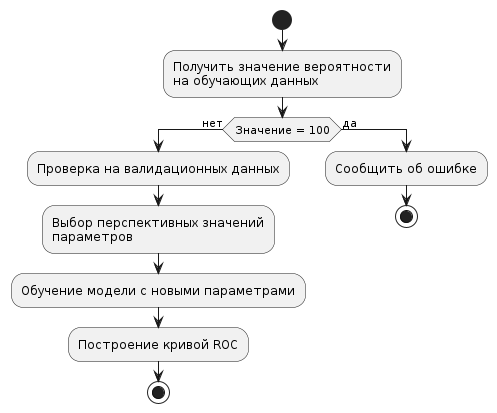 Получить значение вероятности
на обучающих данных
нет
Значение = 100
да
Проверка на валидационных данных
Сообщить об ошибке
Выбор перспективных значений
параметров
Обучение модели с новыми параметрами
Построение кривой ROC